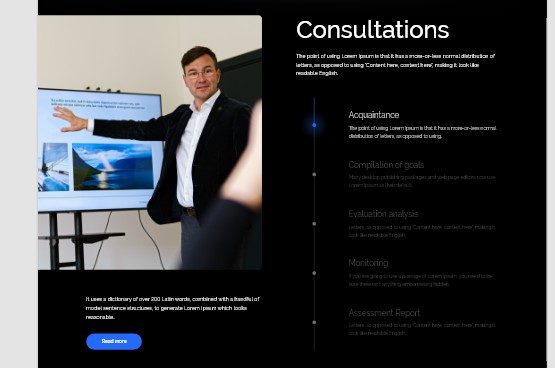 Consultations
The point of using Lorem Ipsum is that it has a more-or-less normal distribution of
letters, as opposed to using 'Content here, content here', making it look like
readable English.
Acquaintance
The point of using Lorem Ipsum is that it has a more-or-less normal
distribution of letters, as opposed to using.
Compilation of goals
Many desktop publishing packages and web page editors now use
Lorem Ipsum as their default
Evaluation analysis
Letters, as opposed to using 'Content here, content here', making it
look like readable English.
Monitoring
If you are going to use a passage of Lorem Ipsum, you need to be
sure there isn't anything embarrassing hidden.
Assessment Report
Letters, as opposed to using 'Content here, content here', making it
look like readable English.
It uses a dictionary of over 200 Latin words, combined with a handful of
model sentence structures, to generate Lorem Ipsum which looks
reasonable.
Read more